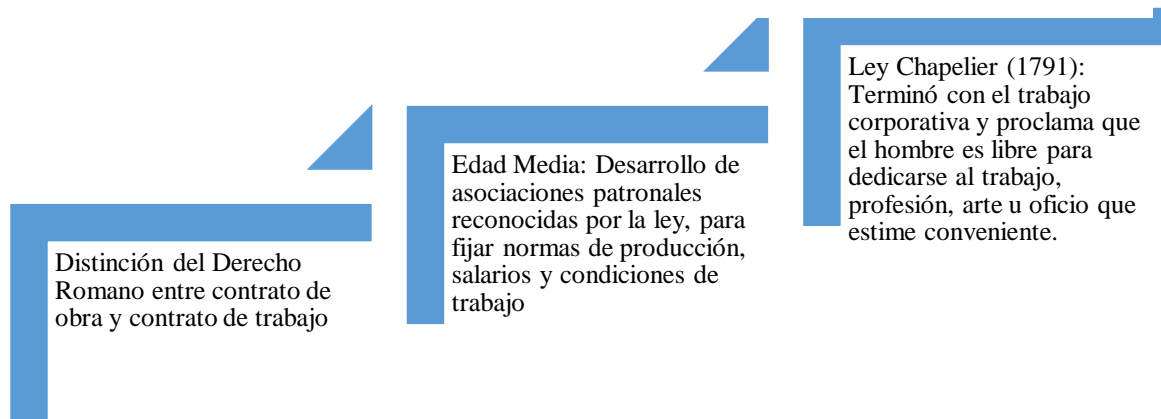 Distinción del Derecho
Romano entre contrato de
obra y contrato de trabajo
Edad Media: Desarrollo de
asociaciones patronales
reconocidas por la ley, para
fijar normas de producción,
salarios y condiciones de
trabajo
Ley Chapelier (1791):
Terminó con el trabajo
corporativa y proclama que
el hombre es libre para
dedicarse al trabajo,
profesión, arte u oficio que
estime conveniente.